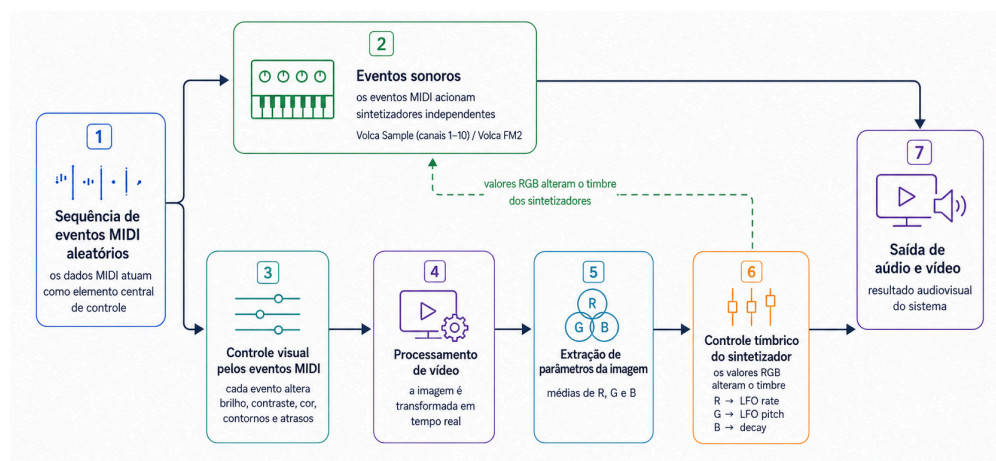 1
Sequência de
eventos MIDI
aleatórios
os dados MIDI atuam
como elemento central
de controle
2
Eventos sonoros
os eventos MIDI acionam
sintetizadores independentes
Volca Sample (canais 1–10) / Volca FM2
valores RGB alteram o timbre
dos sintetizadores
3
Controle visual
pelos eventos MIDI
cada evento altera
brilho, contraste, cor,
contornos e atrasos
4
Processamento
de vídeo
a imagem é
transformada em
tempo real
5
R
G B
Extração de
parâmetros da imagem
médias de R, G e B
6
Controle tímbrico
do sintetizador
os valores RGB
alteram o timbre
R → LFO rate
G → LFO pitch
B → decay
7
Saída de
aúdio e vídeo
resultado audiovisual
do sistema